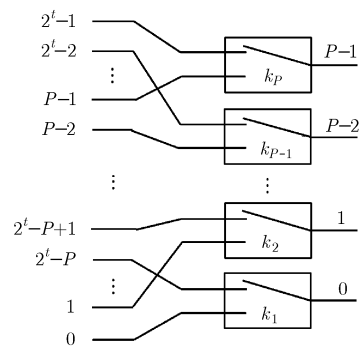 2^t−1
P−1
2^t−2
k_P
⋮
P−1
P−2
P−2
k_{P−1}
⋮ ⋮
2^t−P+1
1
k_2
2^t−P
⋮
0
1
k_1
0